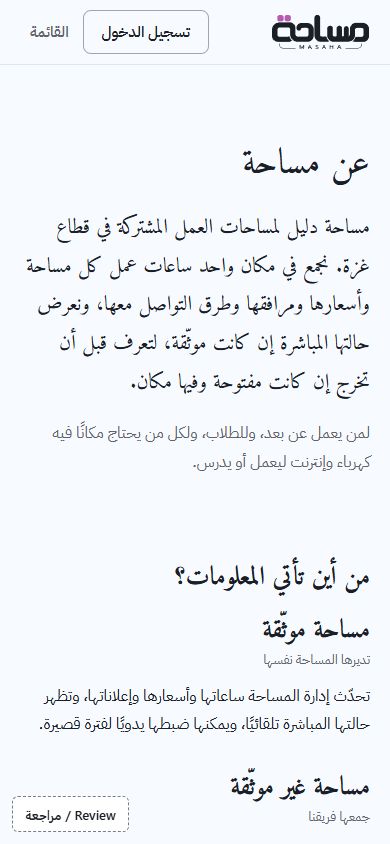 مساحة
MASAHA
تسجيل الدخول
القائمة
عن مساحة
مساحة دليل لمساحات العمل المشتركة في قطاع
غزة. نجمع في مكان واحد ساعات عمل كل مساحة
وأسعارها ومرافقها وطرق التواصل معها، ونعرض
حالتها المباشرة إن كانت موثّقة، لتعرف قبل أن
تخرج إن كانت مفتوحة وفيها مكان.
لمن يعمل عن بعد، وللطلاب، ولكل من يحتاج مكانًا فيه
كهرباء وإنترنت ليعمل أو يدرس.
من أين تأتي المعلومات؟
مساحة موثّقة
تديرها المساحة نفسها
تحدّث إدارة المساحة ساعاتها وأسعارها وإعلاناتها، وتظهر
حالتها المباشرة تلقائيًا، ويمكنها ضبطها يدويًا لفترة قصيرة.
مساحة غير موثّقة
جمعها فريقنا
Review / مراجعة